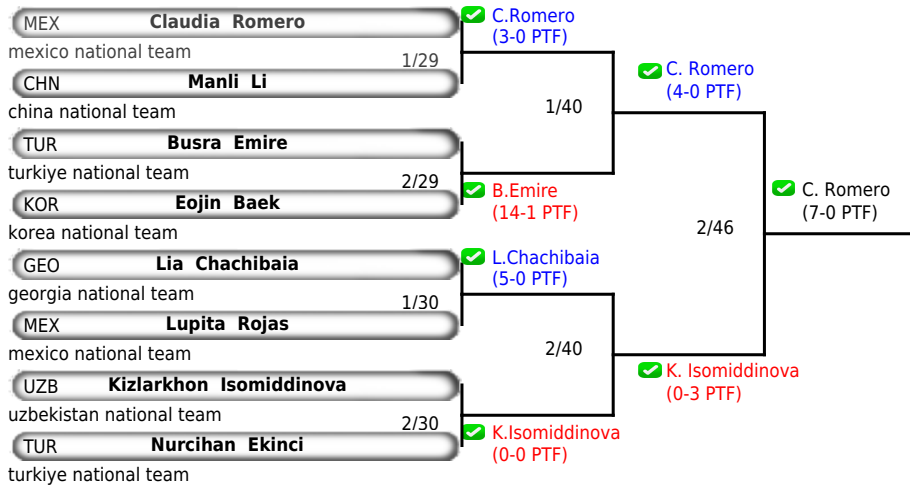 MEX Claudia Romero
mexico national team
1/29
CHN Manli Li
china national team
TUR Busra Emire
turkiye national team
2/29
KOR Eojin Baek
korea national team
GEO Lia Chachibaia
georgia national team
1/30
MEX Lupita Rojas
mexico national team
UZB Kizlarkhon Isomiddinova
uzbekistan national team
2/30
TUR Nurcihan Ekinci
turkiye national team
C.Romero
(3-0 PTF)
1/40
B.Emire
(14-1 PTF)
L.Chachibaia
(5-0 PTF)
2/40
K.Isomiddinova
(0-0 PTF)
C. Romero
(4-0 PTF)
2/46
K. Isomiddinova
(0-3 PTF)
C. Romero
(7-0 PTF)